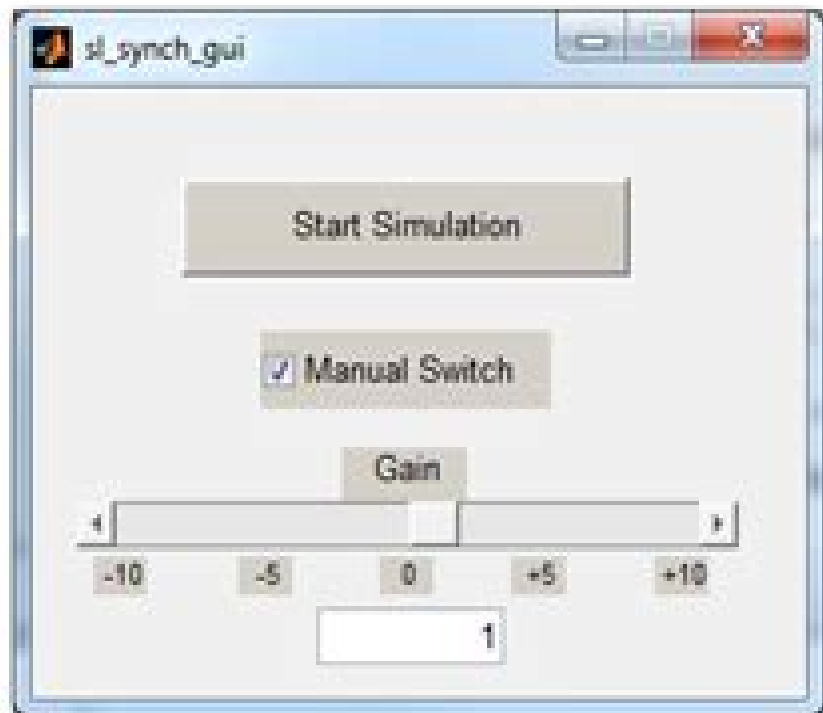 sl_synch_gui
Start Simulation
Manual Switch
Gain
-10 -5 0 +5 +10
1